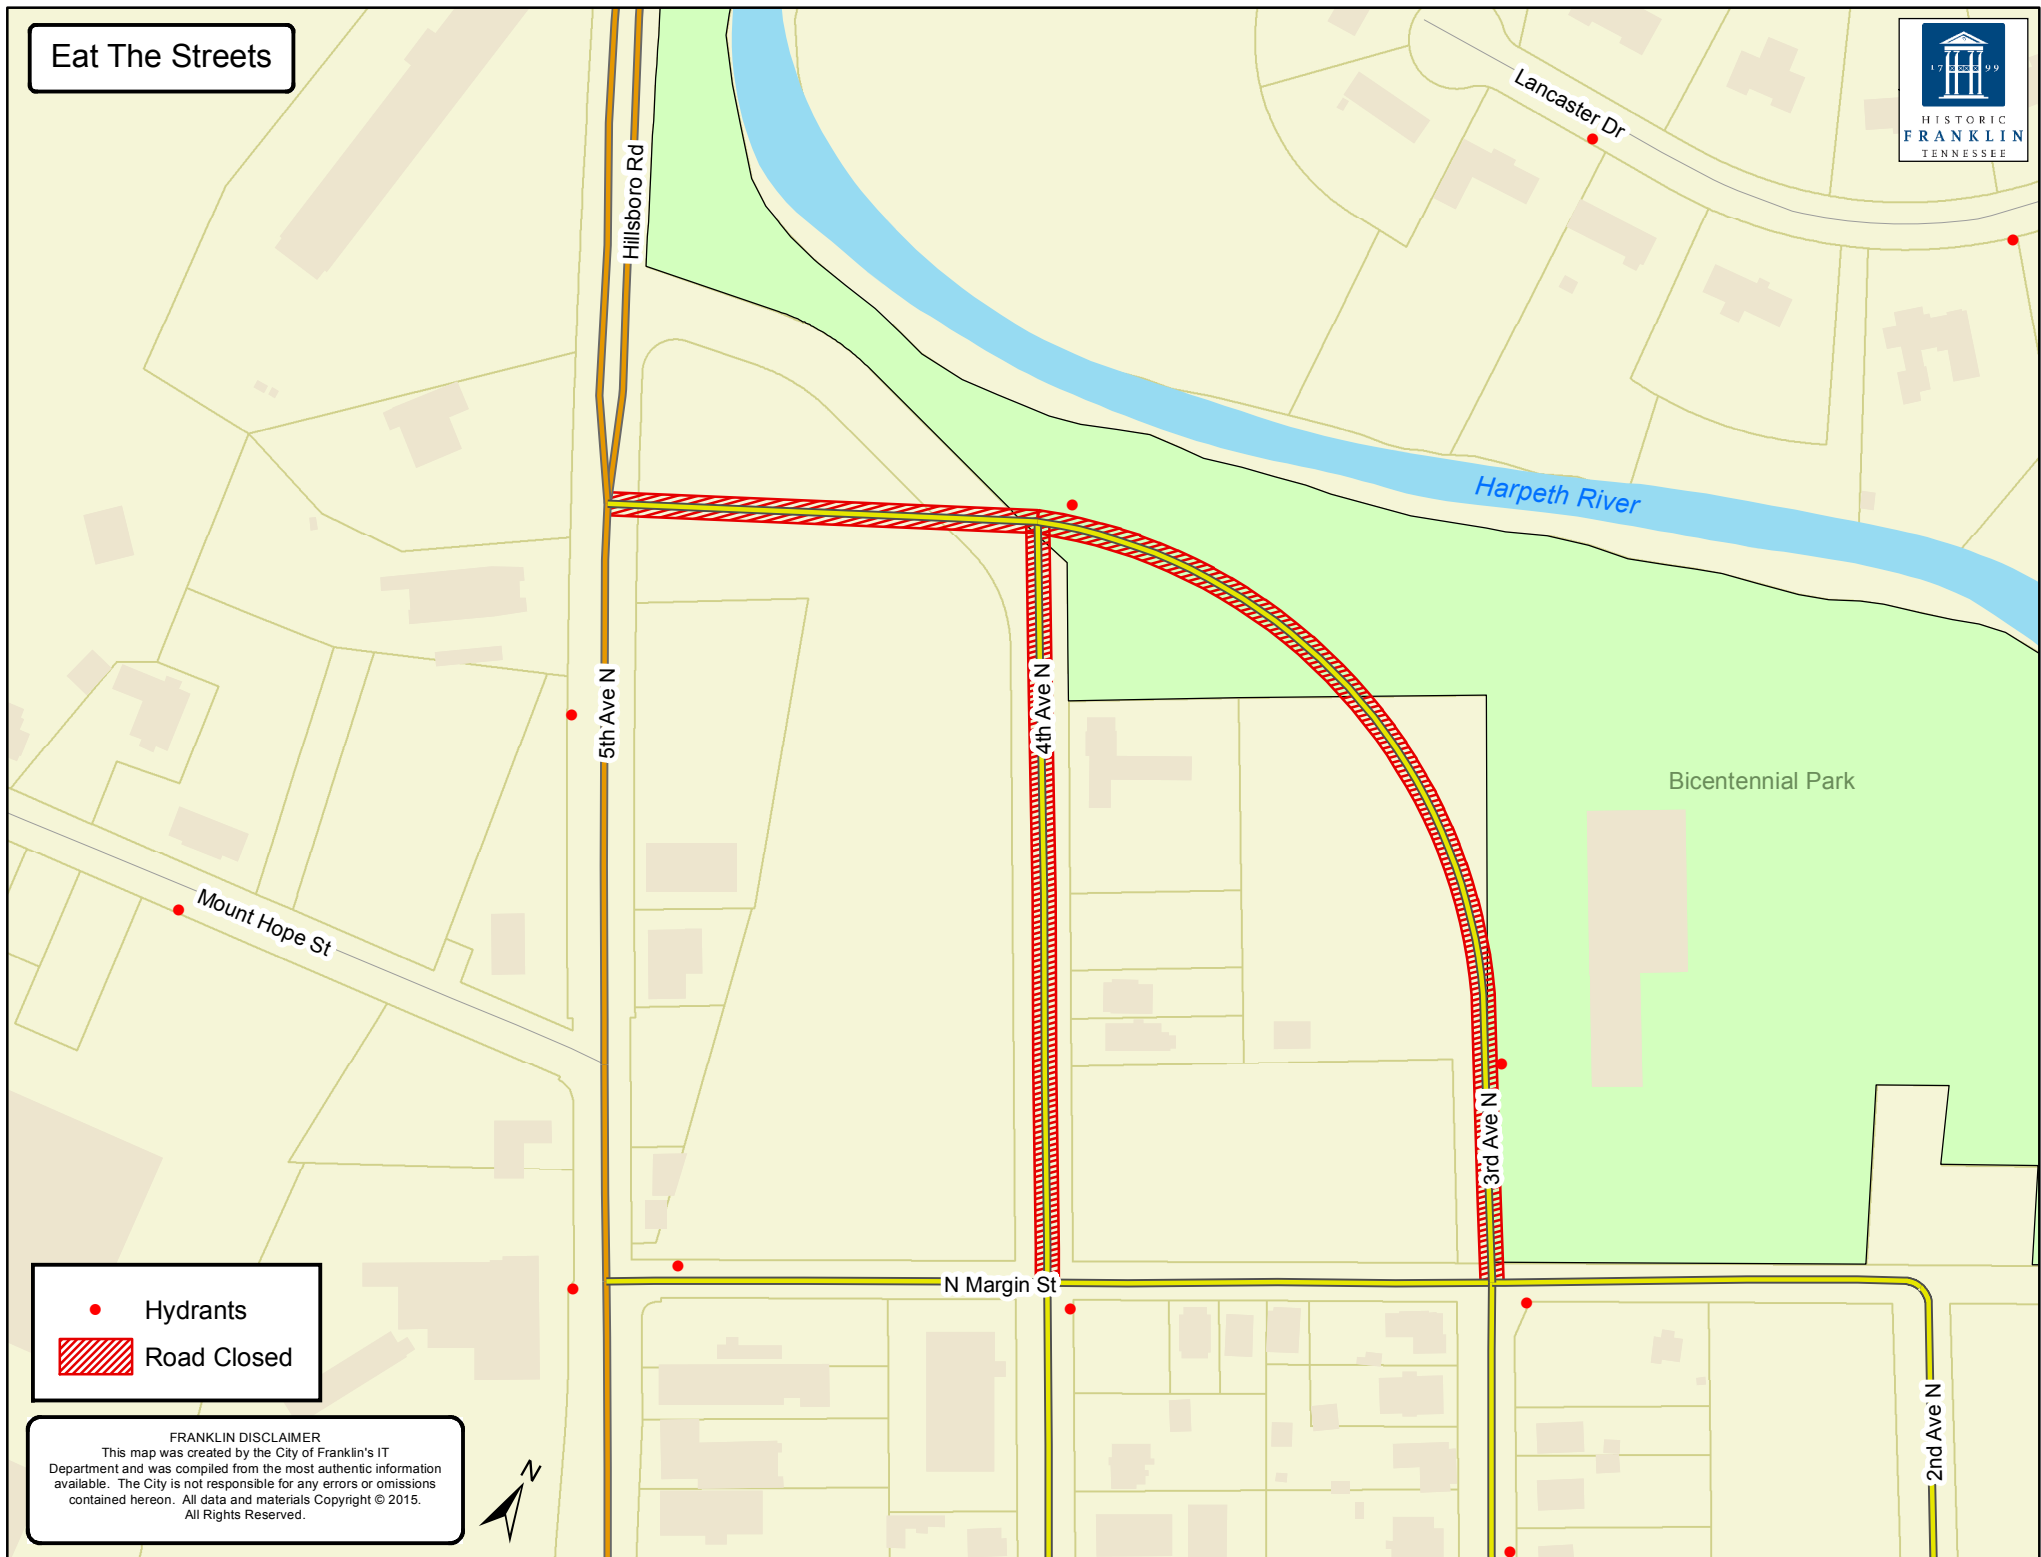 Eat The Streets
17 99
HISTORIC
FRANKLIN
TENNESSEE
Lancaster Dr
Hillsboro Rd
Harpeth River
5th Ave N
4th Ave N
Bicentennial Park
Mount Hope St
3rd Ave N
N Margin St
2nd Ave N
Hydrants
Road Closed
FRANKLIN DISCLAIMER
This map was created by the City of Franklin's IT
Department and was compiled from the most authentic information
available. The City is not responsible for any errors or omissions
contained hereon. All data and materials Copyright © 2015.
All Rights Reserved.
N